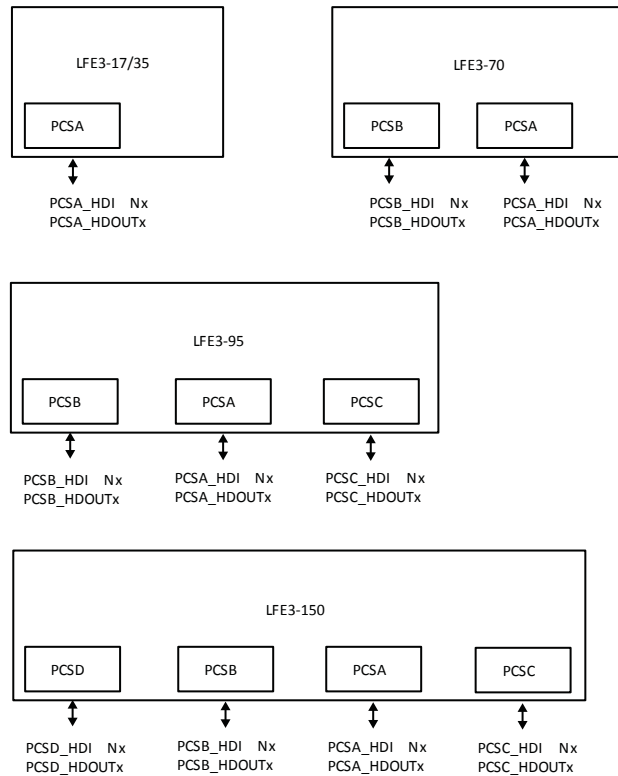 LFE3-17/35
PCSA
PCSA_HDI Nx
PCSA_HDOUTx
LFE3-70
PCSB PCSA
PCSB_HDI Nx PCSA_HDI Nx
PCSB_HDOUTx PCSA_HDOUTx
LFE3-95
PCSB PCSA PCSC
PCSB_HDI Nx PCSA_HDI Nx PCSC_HDI Nx
PCSB_HDOUTx PCSA_HDOUTx PCSC_HDOUTx
LFE3-150
PCSD PCSB PCSA PCSC
PCSD_HDI Nx PCSB_HDI Nx PCSA_HDI Nx PCSC_HDI Nx
PCSD_HDOUTx PCSB_HDOUTx PCSA_HDOUTx PCSC_HDOUTx